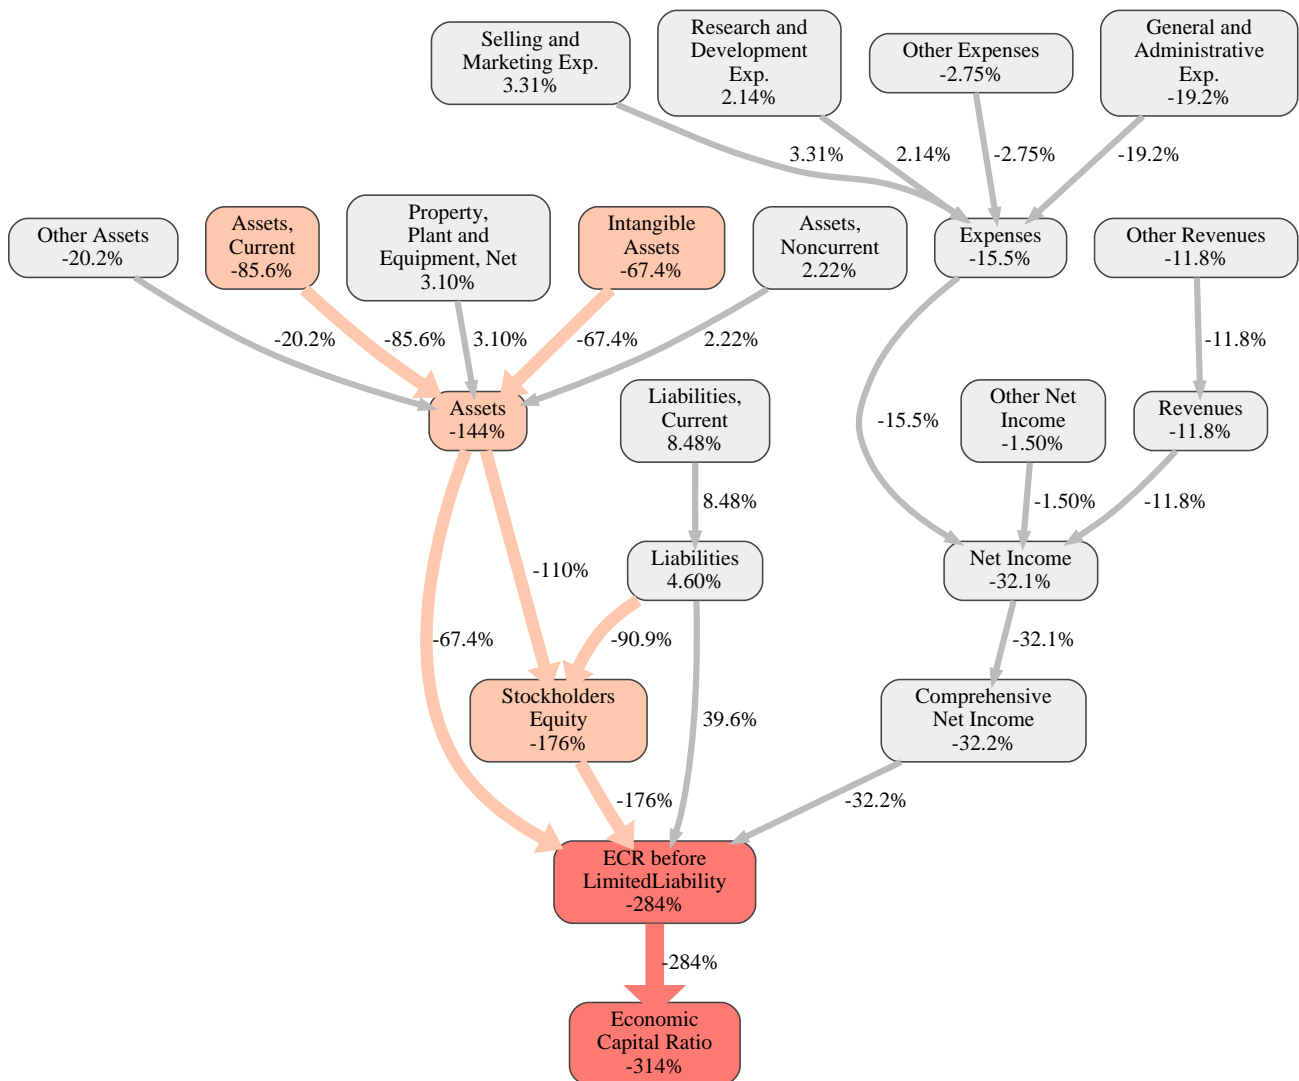 Selling and
Marketing Exp.
3.31%
Research and
Development
Exp.
2.14%
Other Expenses
-2.75%
General and
Administrative
Exp.
-19.2%
3.31%
2.14%
-2.75%
-19.2%
Other Assets
-20.2%
Assets,
Current
-85.6%
Property,
Plant and
Equipment, Net
3.10%
Intangible
Assets
-67.4%
Assets,
Noncurrent
2.22%
Expenses
-15.5%
Other Revenues
-11.8%
-20.2%
-85.6%
3.10%
-67.4%
2.22%
-11.8%
Assets
-144%
Liabilities,
Current
8.48%
-15.5%
Other Net
Income
-1.50%
Revenues
-11.8%
8.48%
-1.50%
-11.8%
-110%
Liabilities
4.60%
Net Income
-32.1%
-67.4%
-90.9%
-32.1%
Stockholders
Equity
-176%
39.6%
Comprehensive
Net Income
-32.2%
-176%
-32.2%
ECR before
LimitedLiability
-284%
-284%
Economic
Capital Ratio
-314%